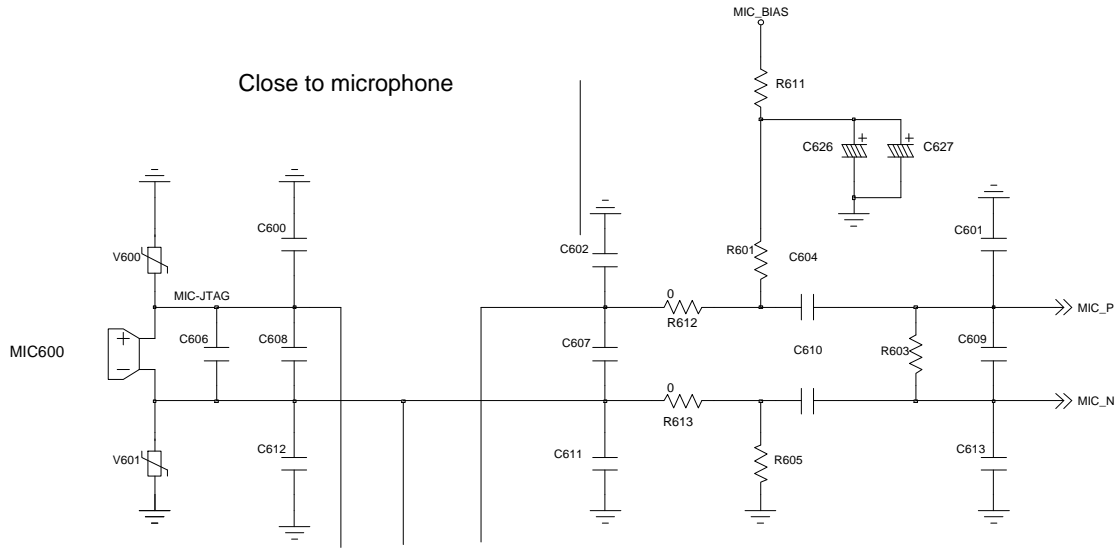 MIC_BIAS
R611
Close to microphone
C626
+
+
C627
C600
C602
R601
C604
C601
V600
MIC-JTAG
0
R612
MIC_P
MIC600
+
−
C606
C608
C607
C610
R603
C609
0
R613
MIC_N
V601
C612
C611
R605
C613